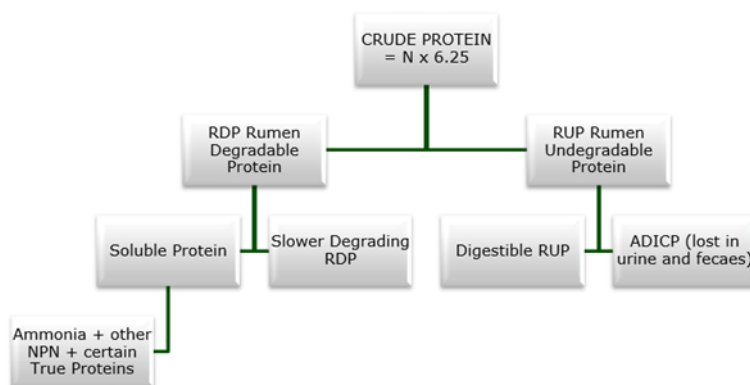 CRUDE PROTEIN
= N x 6.25
RDP Rumen
Degradable
Protein
RUP Rumen
Undegradable
Protein
Soluble Protein
Slower Degrading
RDP
Digestible RUP
ADICP (lost in
urine and fecaes)
Ammonia + other
NPN + certain
True Proteins